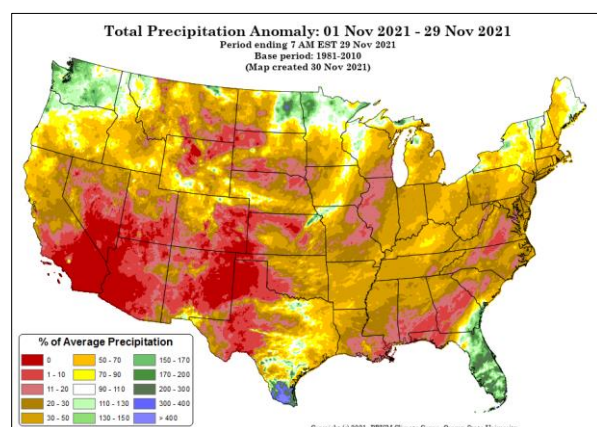 Total Precipitation Anomaly: 01 Nov 2021 - 29 Nov 2021
Period ending 7 AM EST 29 Nov 2021
Base period: 1981-2010
(Map created 30 Nov 2021)
% of Average Precipitation
0
1 - 10
11 - 20
20 - 30
30 - 50
50 - 70
70 - 90
90 - 110
110 - 130
130 - 150
150 - 170
170 - 200
200 - 300
300 - 400
> 400